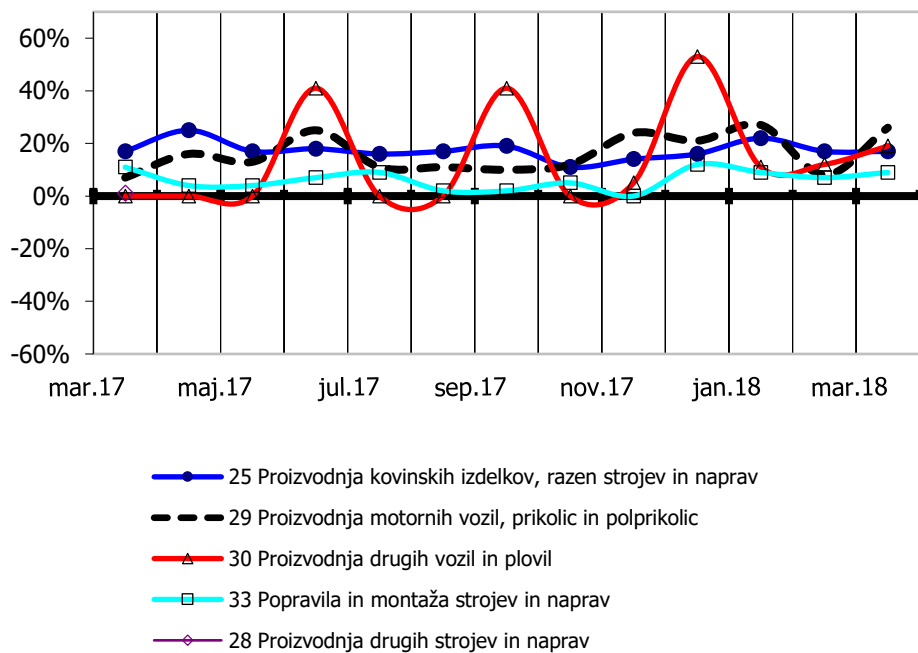 60%
40%
20%
0%
-20%
-40%
-60%
mar.17 maj.17 jul.17 sep.17 nov.17 jan.18 mar.18
25 Proizvodnja kovinskih izdelkov, razen strojev in naprav
29 Proizvodnja motornih vozil, prikolic in polprikolic
30 Proizvodnja drugih vozil in plovil
33 Popravila in montaža strojev in naprav
28 Proizvodnja drugih strojev in naprav